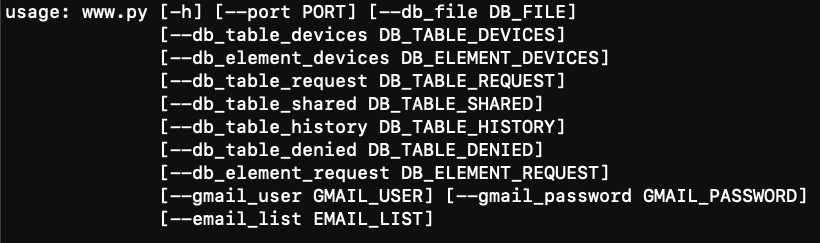 usage: www.py [-h] [--port PORT] [--db_file DB_FILE]
[--db_table_devices DB_TABLE_DEVICES]
[--db_element_devices DB_ELEMENT_DEVICES]
[--db_table_request DB_TABLE_REQUEST]
[--db_table_shared DB_TABLE_SHARED]
[--db_table_history DB_TABLE_HISTORY]
[--db_table_denied DB_TABLE_DENIED]
[--db_element_request DB_ELEMENT_REQUEST]
[--gmail_user GMAIL_USER] [--gmail_password GMAIL_PASSWORD]
[--email_list EMAIL_LIST]